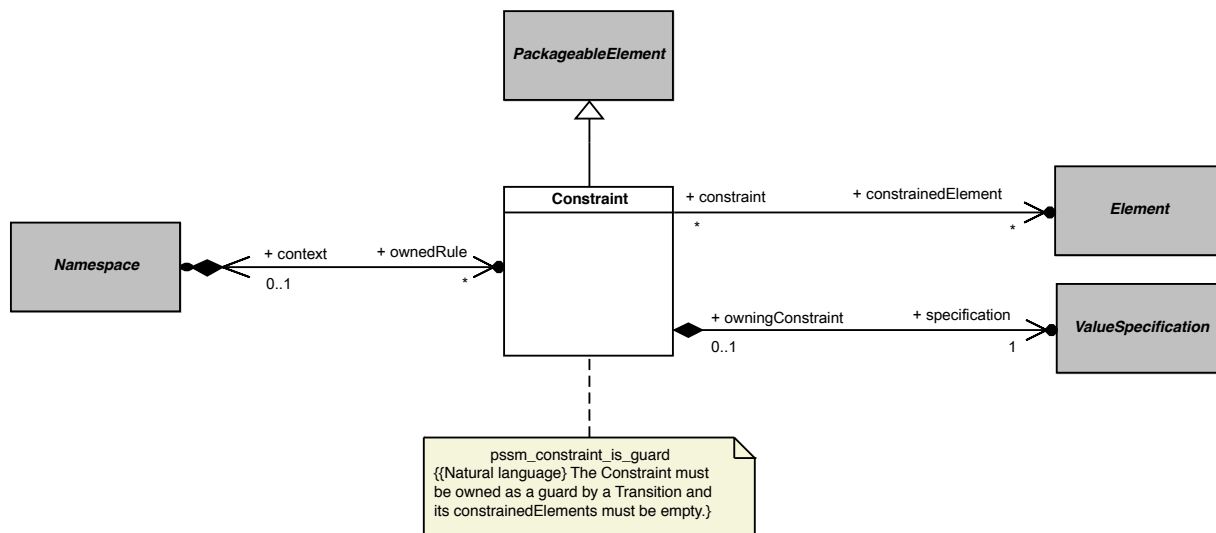 PackageableElement
Constraint
+ constraint
+ constrainedElement
*
*
Element
Namespace
+ context
+ ownedRule
0..1
*
+ owningConstraint
+ specification
0..1
1
ValueSpecification
pssm_constraint_is_guard
{{Natural language} The Constraint must
be owned as a guard by a Transition and
its constrainedElements must be empty.}